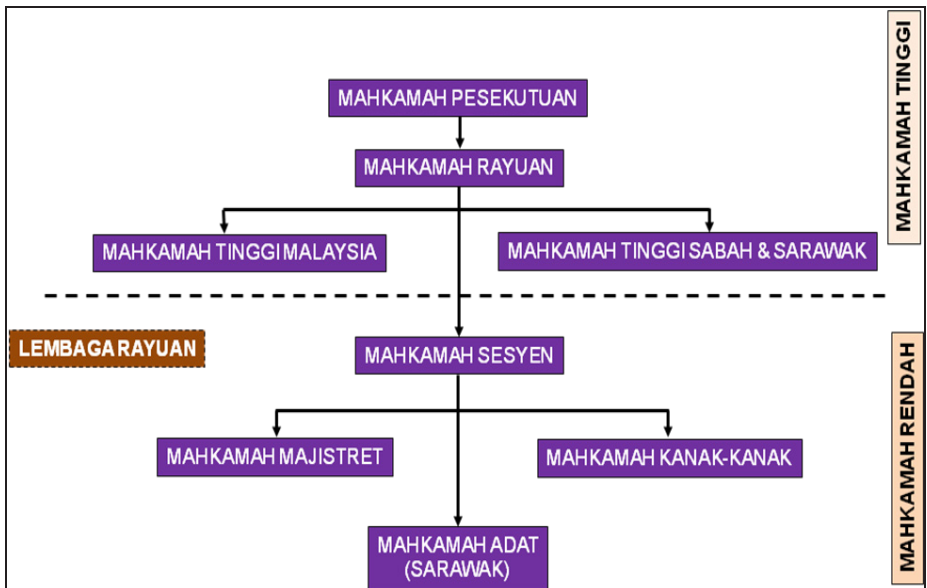 MAHKAMAH TINGGI
MAHKAMAH PESEKUTUAN
MAHKAMAH RAYUAN
MAHKAMAH TINGGI MALAYSIA
MAHKAMAH TINGGI SABAH & SARAWAK
LEMBAGA RAYUAN
MAHKAMAH SESYEN
MAHKAMAH RENDAH
MAHKAMAH MAJISTRET
MAHKAMAH KANAK-KANAK
MAHKAMAH ADAT
(SARAWAK)